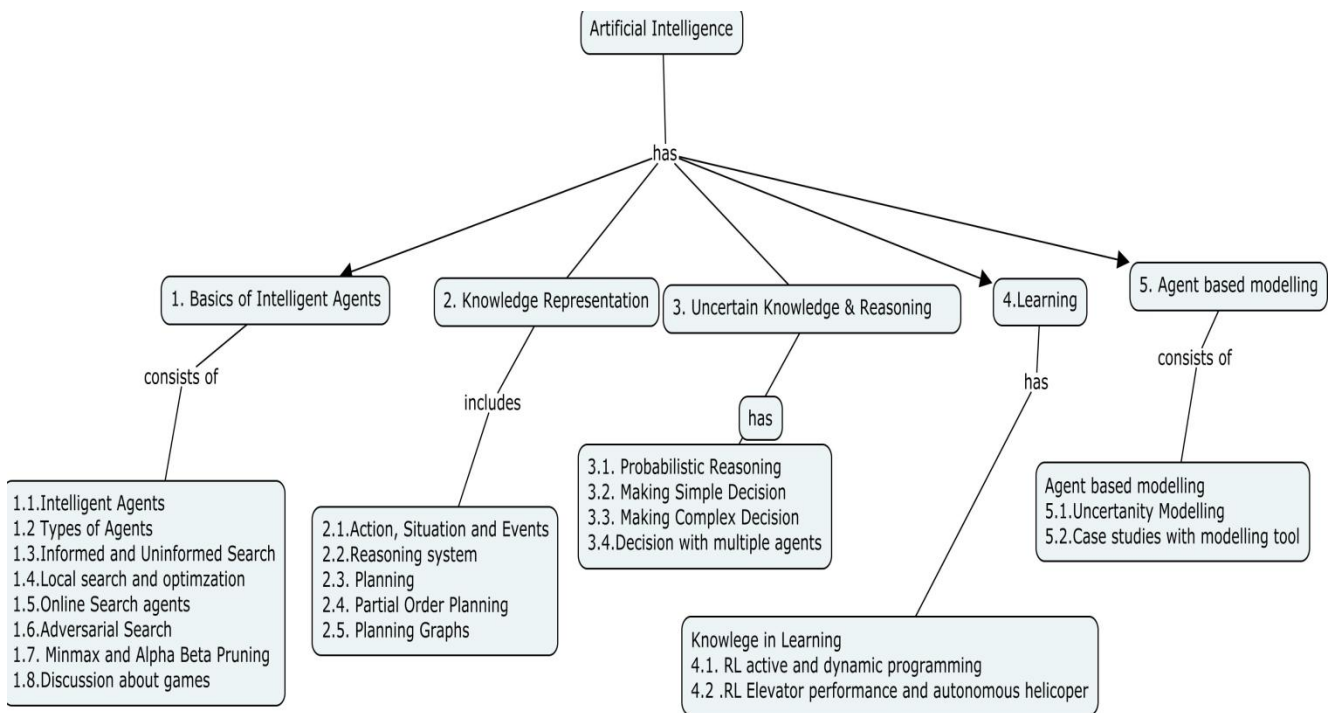 Artificial Intelligence
has
1. Basics of Intelligent Agents
2. Knowledge Representation
3. Uncertain Knowledge & Reasoning
4.Learning
5. Agent based modelling
consists of
includes
has
has
consists of
1.1.Intelligent Agents
1.2 Types of Agents
1.3.Informed and Uninformed Search
1.4.Local search and optimzation
1.5.Online Search agents
1.6.Adversarial Search
1.7. Minmax and Alpha Beta Pruning
1.8.Discussion about games
2.1.Action, Situation and Events
2.2.Reasoning system
2.3. Planning
2.4. Partial Order Planning
2.5. Planning Graphs
3.1. Probabilistic Reasoning
3.2. Making Simple Decision
3.3. Making Complex Decision
3.4.Decision with multiple agents
Knowlege in Learning
4.1. RL active and dynamic programming
4.2 .RL Elevator performance and autonomous helicoper
Agent based modelling
5.1.Uncertanity Modelling
5.2.Case studies with modelling tool